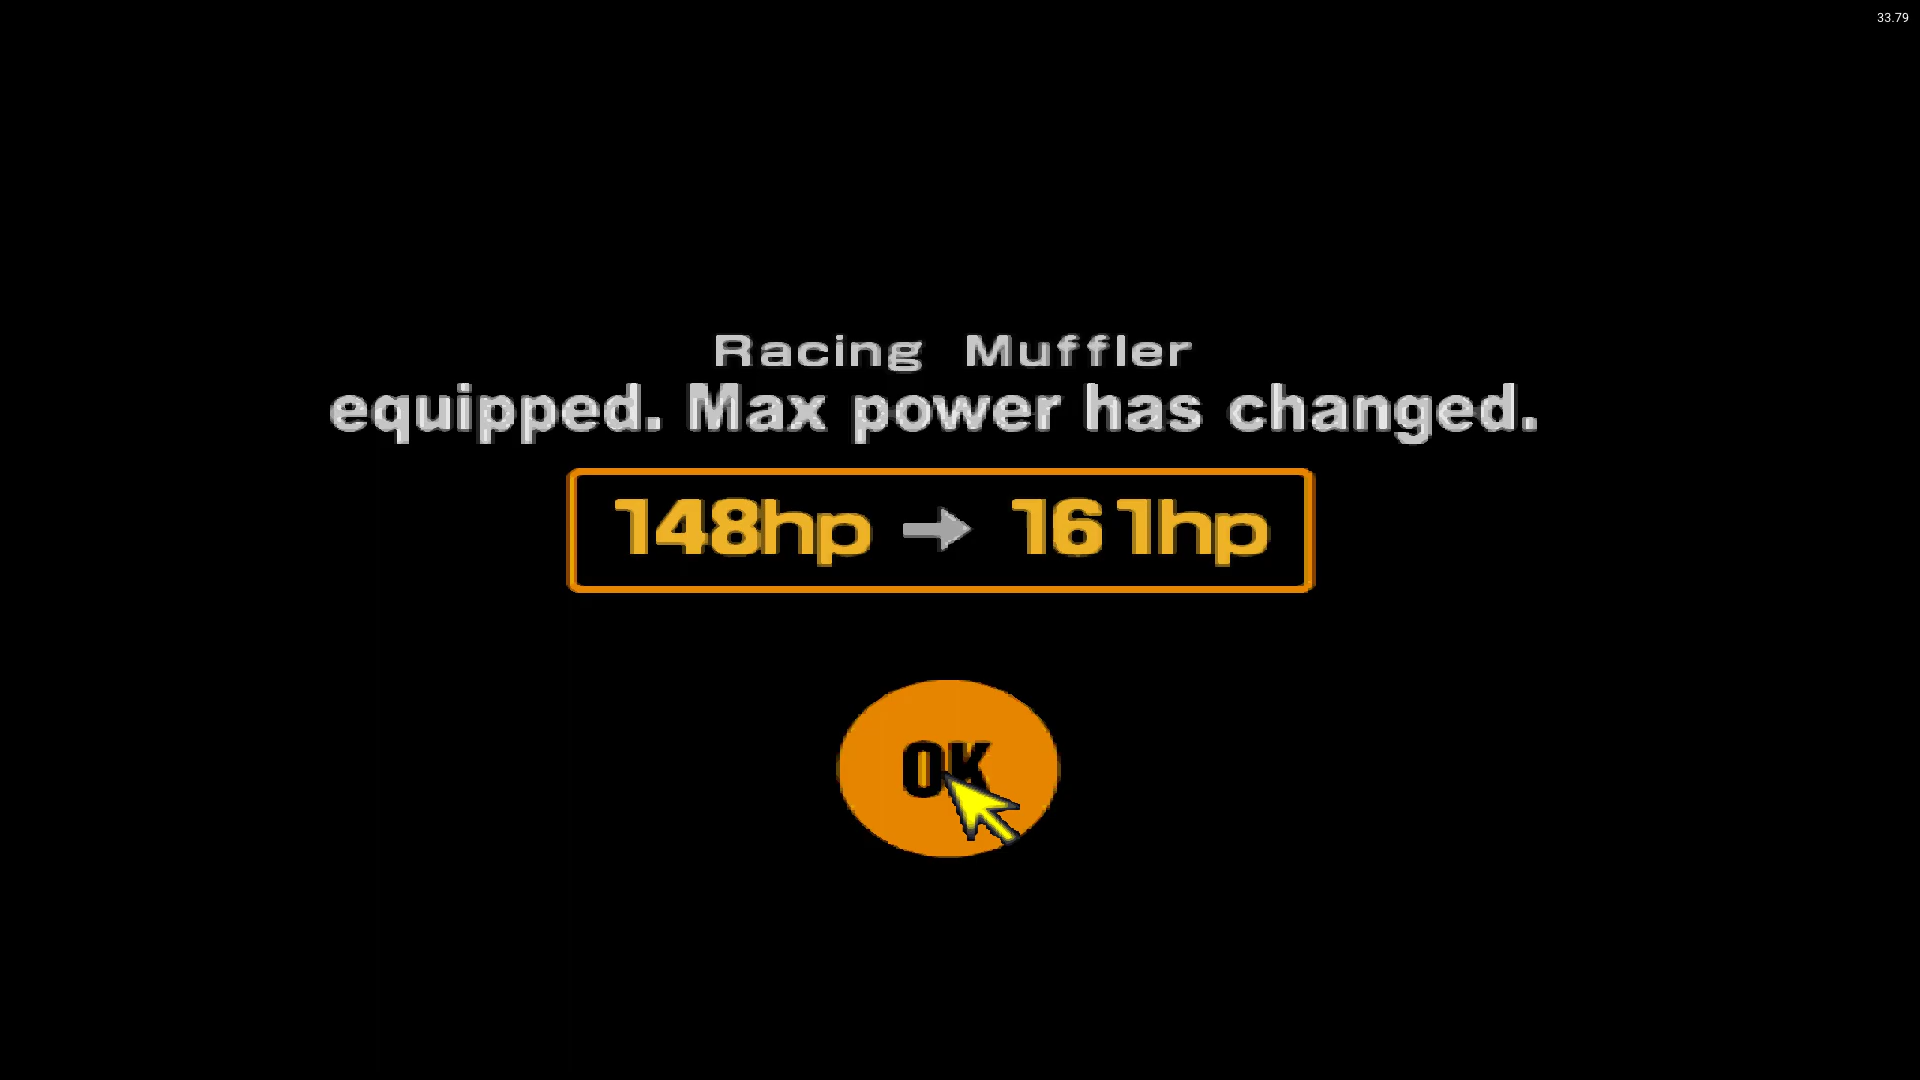 33.79
Racing Muffler
equipped. Max power has changed.
148hp → 161hp
OK